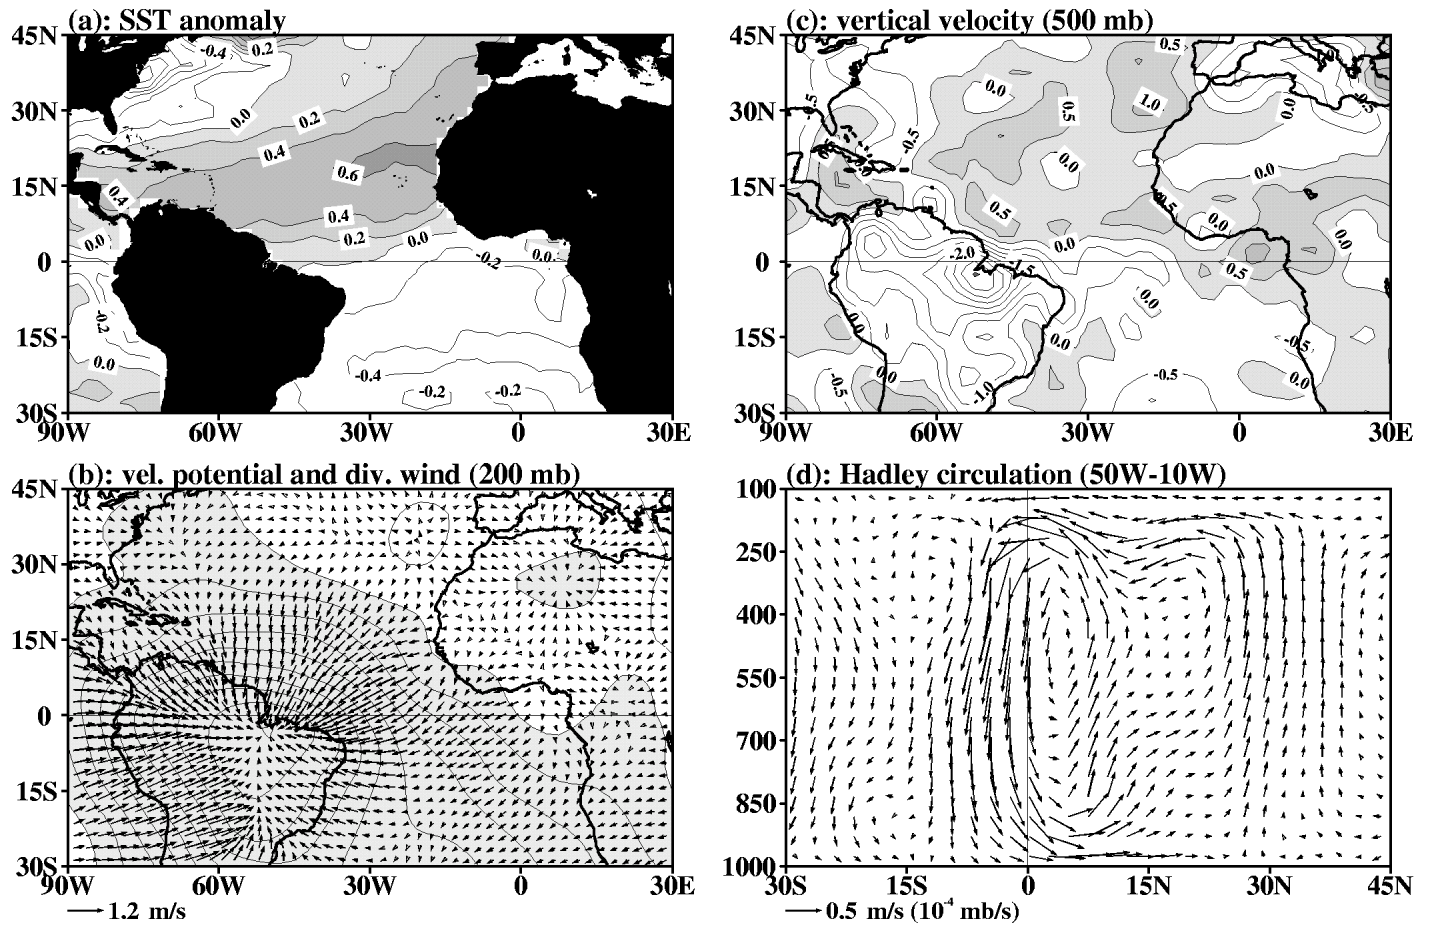 (a): SST anomaly
45N
30N
15N
0
15S
30S
90W 60W 30W 0 30E
-0.4
0.2
0.0
0.2
0.4
0.6
0.4
0.4
0.2
0.0
0.0
-0.2
0.0
-0.2
0.0
-0.4
-0.2
-0.2
(c): vertical velocity (500 mb)
45N
30N
15N
0
15S
30S
90W 60W 30W 0 30E
0.5
0.0
0.5
1.0
0.0
-0.5
0.0
0.0
0.5
0.0
0.0
-2.0
-1.5
0.0
0.5
0.0
0.0
0.0
-0.5
0.0
-0.5
-1.0
-0.5
0.0
(b): vel. potential and div. wind (200 mb)
45N
30N
15N
0
15S
30S
90W 60W 30W 0 30E
1.2 m/s
(d): Hadley circulation (50W-10W)
100
250
400
550
700
850
1000
30S 15S 0 15N 30N 45N
0.5 m/s (10⁻⁴ mb/s)